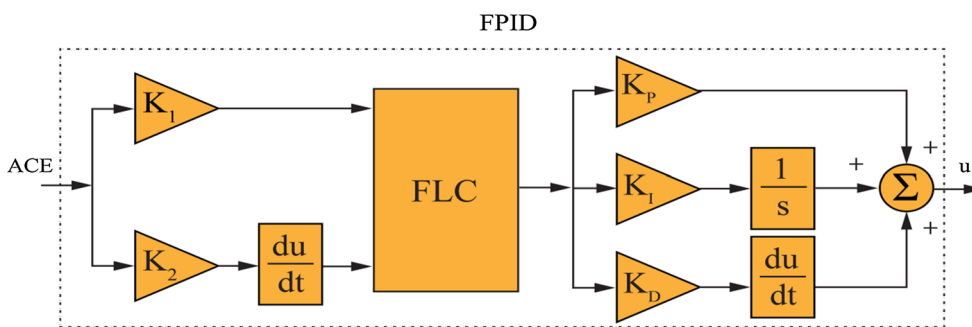 FPID
ACE
K1
K2
du
dt
FLC
KP
KI
KD
1
s
du
dt
+
+
+
Σ
u